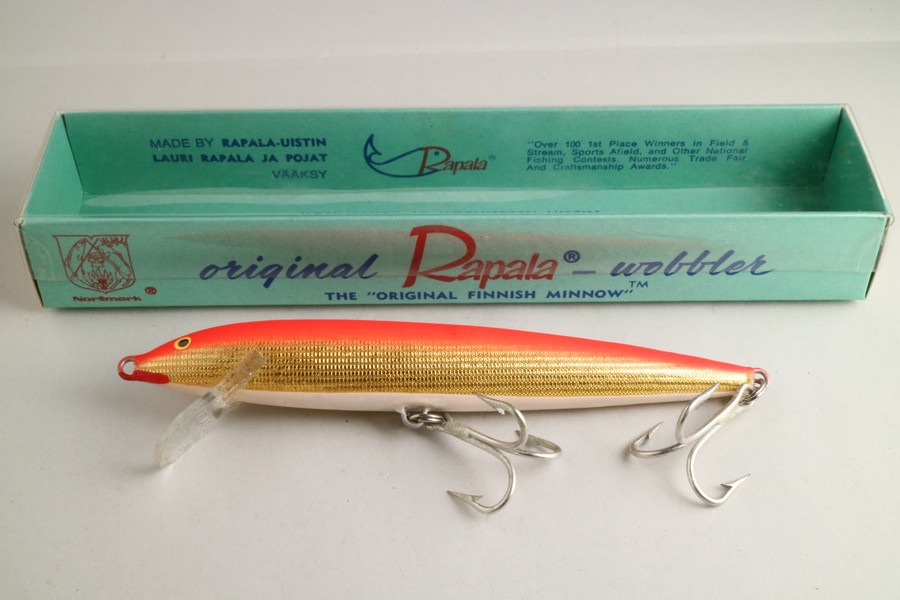 MADE BY RAPALA-UISTIN
LAURI RAPALA JA POJAT
VÄÄKSY
Rapala®
"Over 100 1st Place Winners in Field &
Stream, Sports Afield, and Other National
Fishing Contests. Numerous Trade Fair
And Craftsmanship Awards."
Normark ®
original Rapala® – wobbler
THE "ORIGINAL FINNISH MINNOW"™